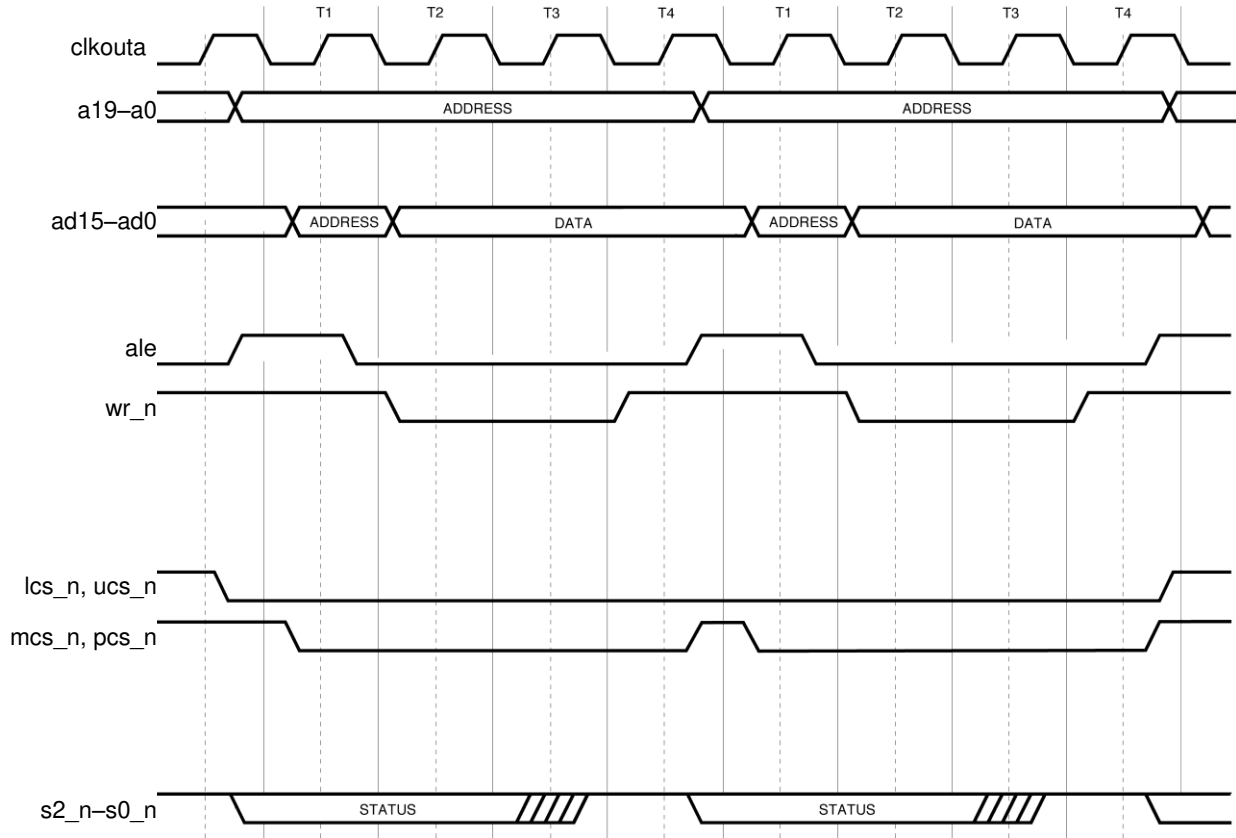 T1 T2 T3 T4 T1 T2 T3 T4
clkouta
a19–a0 ADDRESS ADDRESS
ad15–ad0 ADDRESS DATA ADDRESS DATA
ale
wr_n
lcs_n, ucs_n
mcs_n, pcs_n
s2_n–s0_n STATUS STATUS